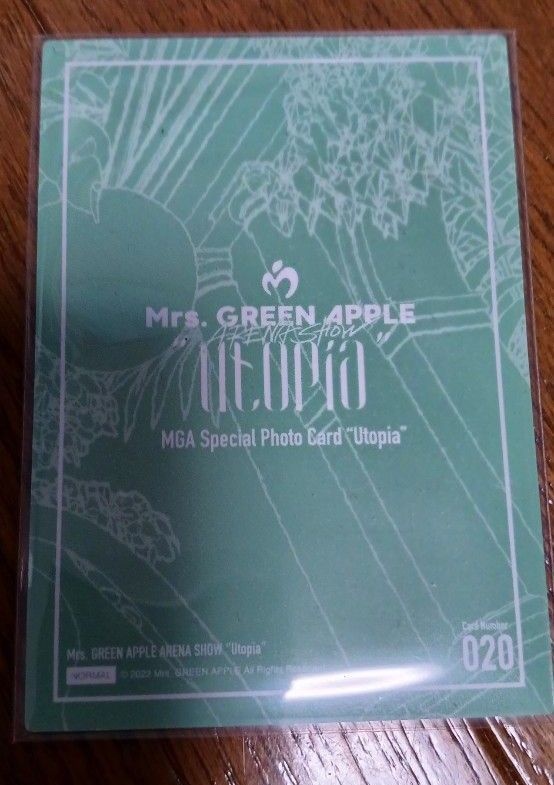 Mrs. GREEN APPLE
ARENA SHOW
"Utopia"
MGA Special Photo Card "Utopia"
Card Number
020
Mrs. GREEN APPLE ARENA SHOW "Utopia"
NORMAL
© 2022 Mrs. GREEN APPLE All Rights